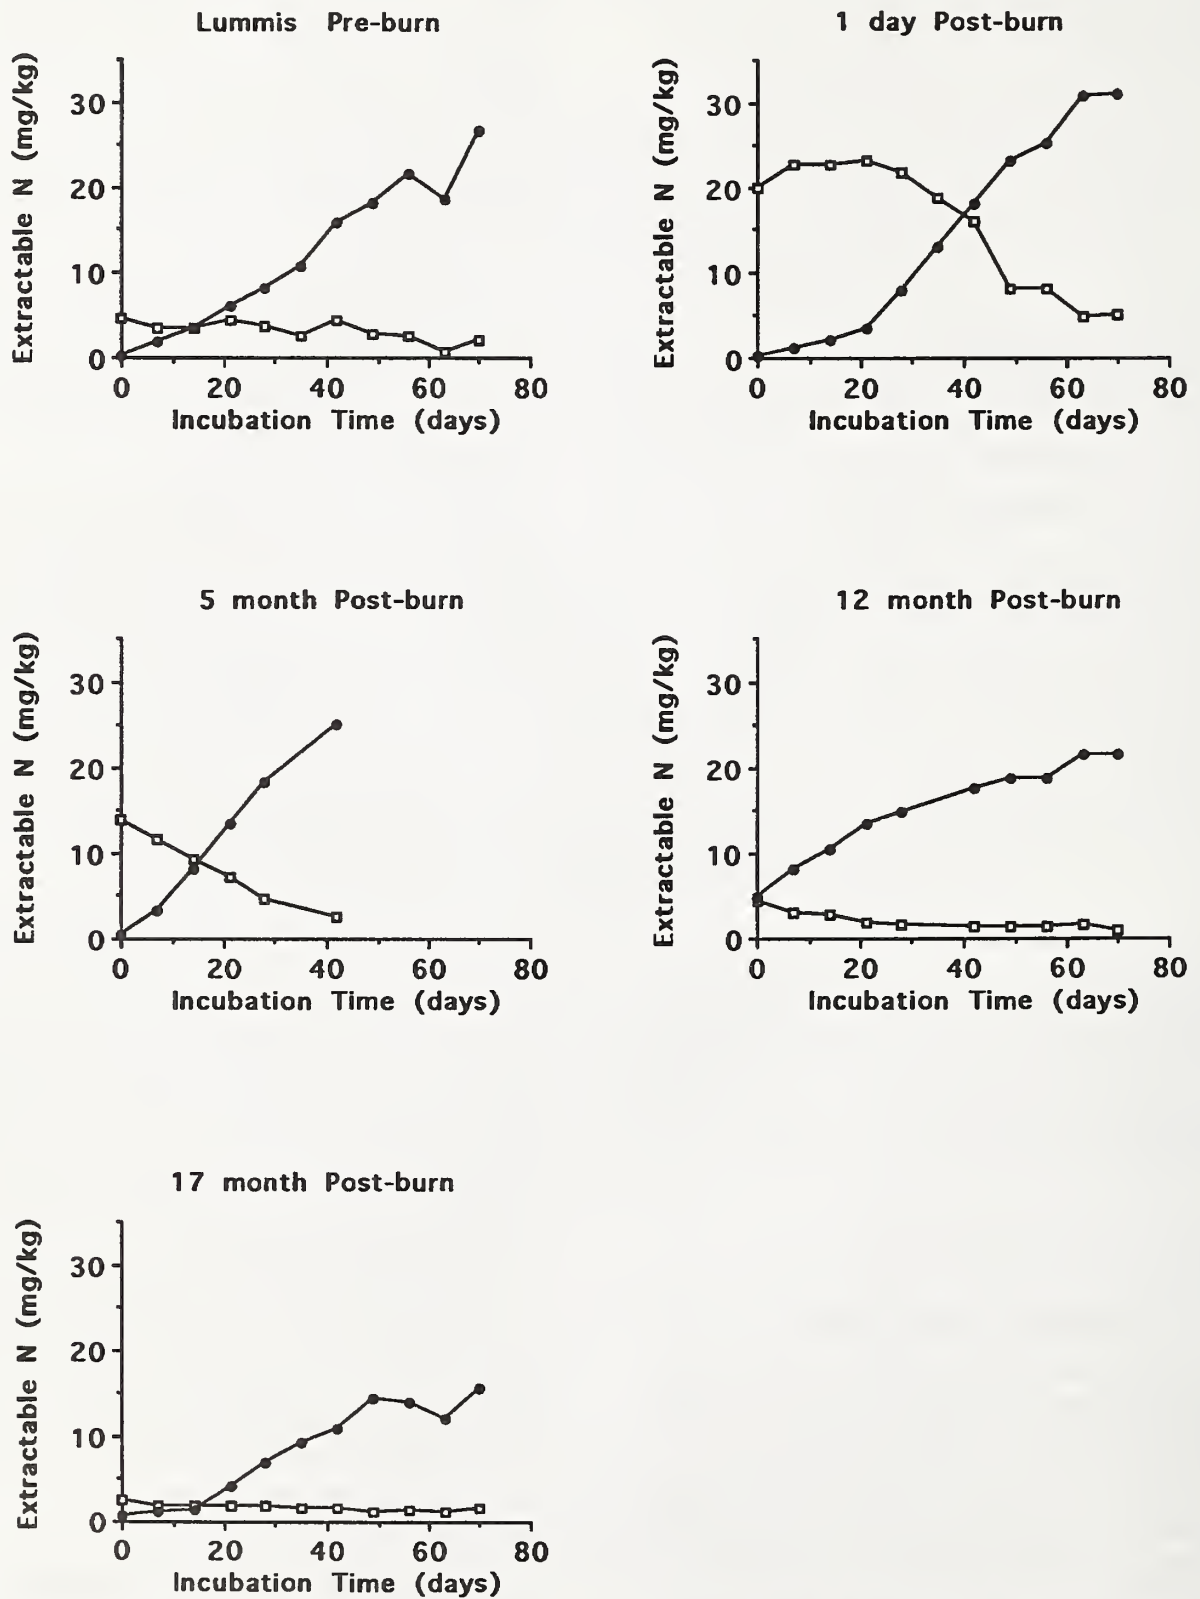 Lummis Pre-burn
Extractable N (mg/kg)
30
20
10
0
0 20 40 60 80
Incubation Time (days)
1 day Post-burn
Extractable N (mg/kg)
30
20
10
0
0 20 40 60 80
Incubation Time (days)
5 month Post-burn
Extractable N (mg/kg)
30
20
10
0
0 20 40 60 80
Incubation Time (days)
12 month Post-burn
Extractable N (mg/kg)
30
20
10
0
0 20 40 60 80
Incubation Time (days)
17 month Post-burn
Extractable N (mg/kg)
30
20
10
0
0 20 40 60 80
Incubation Time (days)